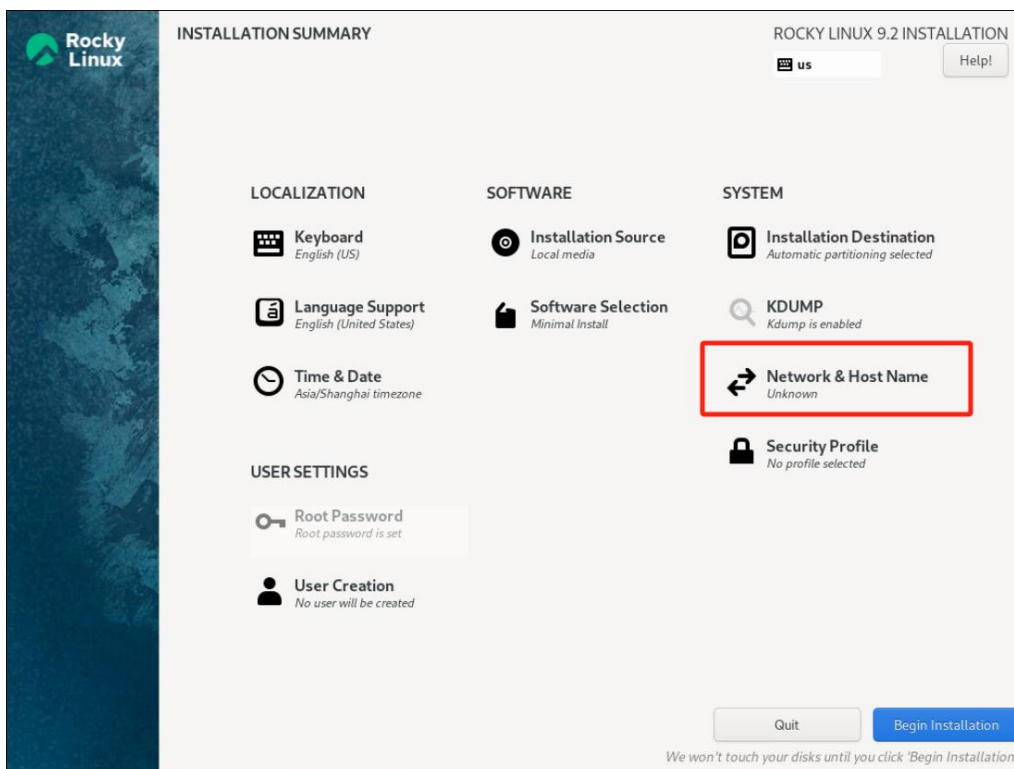 Rocky
Linux
INSTALLATION SUMMARY
ROCKY LINUX 9.2 INSTALLATION
us
Help!
LOCALIZATION
Keyboard
English (US)
Language Support
English (United States)
Time & Date
Asia/Shanghai timezone
SOFTWARE
Installation Source
Local media
Software Selection
Minimal Install
SYSTEM
Installation Destination
Automatic partitioning selected
KDUMP
Kdump is enabled
Network & Host Name
Unknown
Security Profile
No profile selected
USER SETTINGS
Root Password
Root password is set
User Creation
No user will be created
Quit
Begin Installation
We won't touch your disks until you click 'Begin Installation